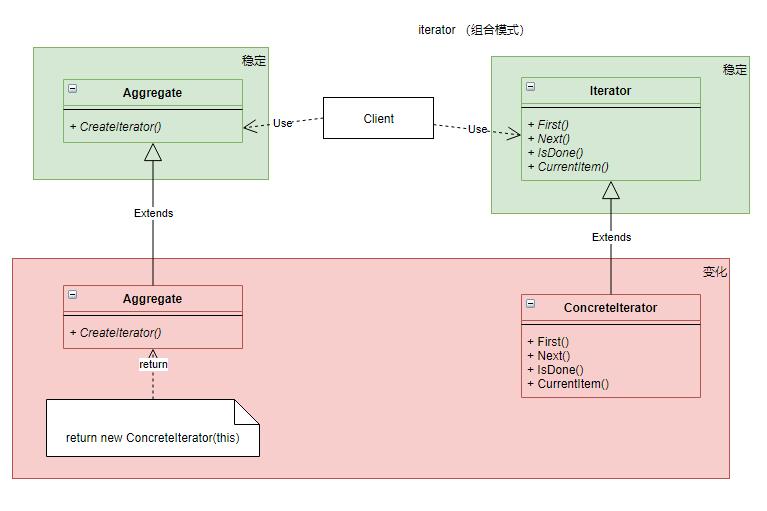 iterator （组合模式）
稳定
Aggregate
+ CreateIterator()
Use
Client
Use
稳定
Iterator
+ First()
+ Next()
+ IsDone()
+ CurrentItem()
Extends
Extends
变化
Aggregate
+ CreateIterator()
return
return new ConcreteIterator(this)
ConcreteIterator
+ First()
+ Next()
+ IsDone()
+ CurrentItem()